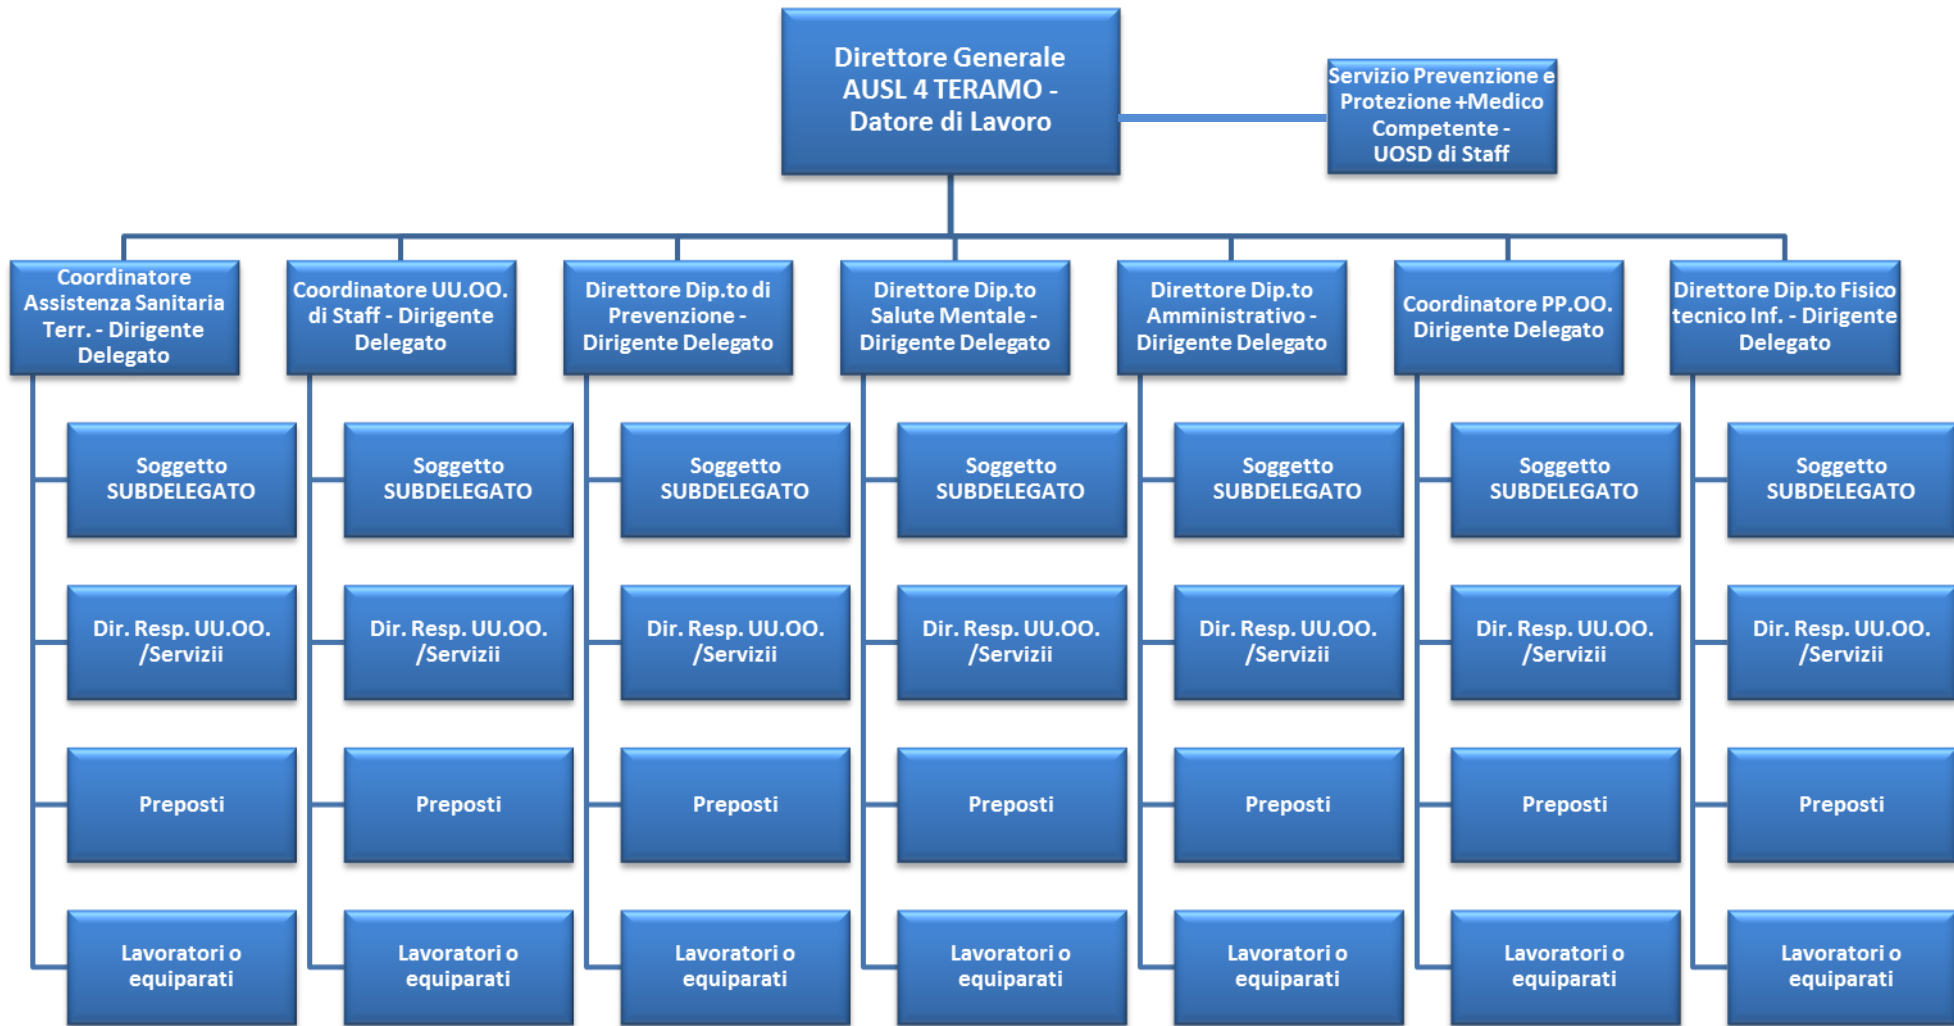 Direttore Generale
AUSL 4 TERAMO -
Datore di Lavoro
Servizio Prevenzione e
Protezione +Medico
Competente -
UOSD di Staff
Coordinatore
Assistenza Sanitaria
Terr. - Dirigente
Delegato
Coordinatore UU.OO.
di Staff - Dirigente
Delegato
Direttore Dip.to di
Prevenzione -
Dirigente Delegato
Direttore Dip.to
Salute Mentale -
Dirigente Delegato
Direttore Dip.to
Amministrativo -
Dirigente Delegato
Coordinatore PP.OO.
Dirigente Delegato
Direttore Dip.to Fisico
tecnico Inf. - Dirigente
Delegato
Soggetto
SUBDELEGATO
Soggetto
SUBDELEGATO
Soggetto
SUBDELEGATO
Soggetto
SUBDELEGATO
Soggetto
SUBDELEGATO
Soggetto
SUBDELEGATO
Soggetto
SUBDELEGATO
Dir. Resp. UU.OO.
/Servizii
Dir. Resp. UU.OO.
/Servizii
Dir. Resp. UU.OO.
/Servizii
Dir. Resp. UU.OO.
/Servizii
Dir. Resp. UU.OO.
/Servizii
Dir. Resp. UU.OO.
/Servizii
Dir. Resp. UU.OO.
/Servizii
Preposti
Preposti
Preposti
Preposti
Preposti
Preposti
Preposti
Lavoratori o
equiparati
Lavoratori o
equiparati
Lavoratori o
equiparati
Lavoratori o
equiparati
Lavoratori o
equiparati
Lavoratori o
equiparati
Lavoratori o
equiparati